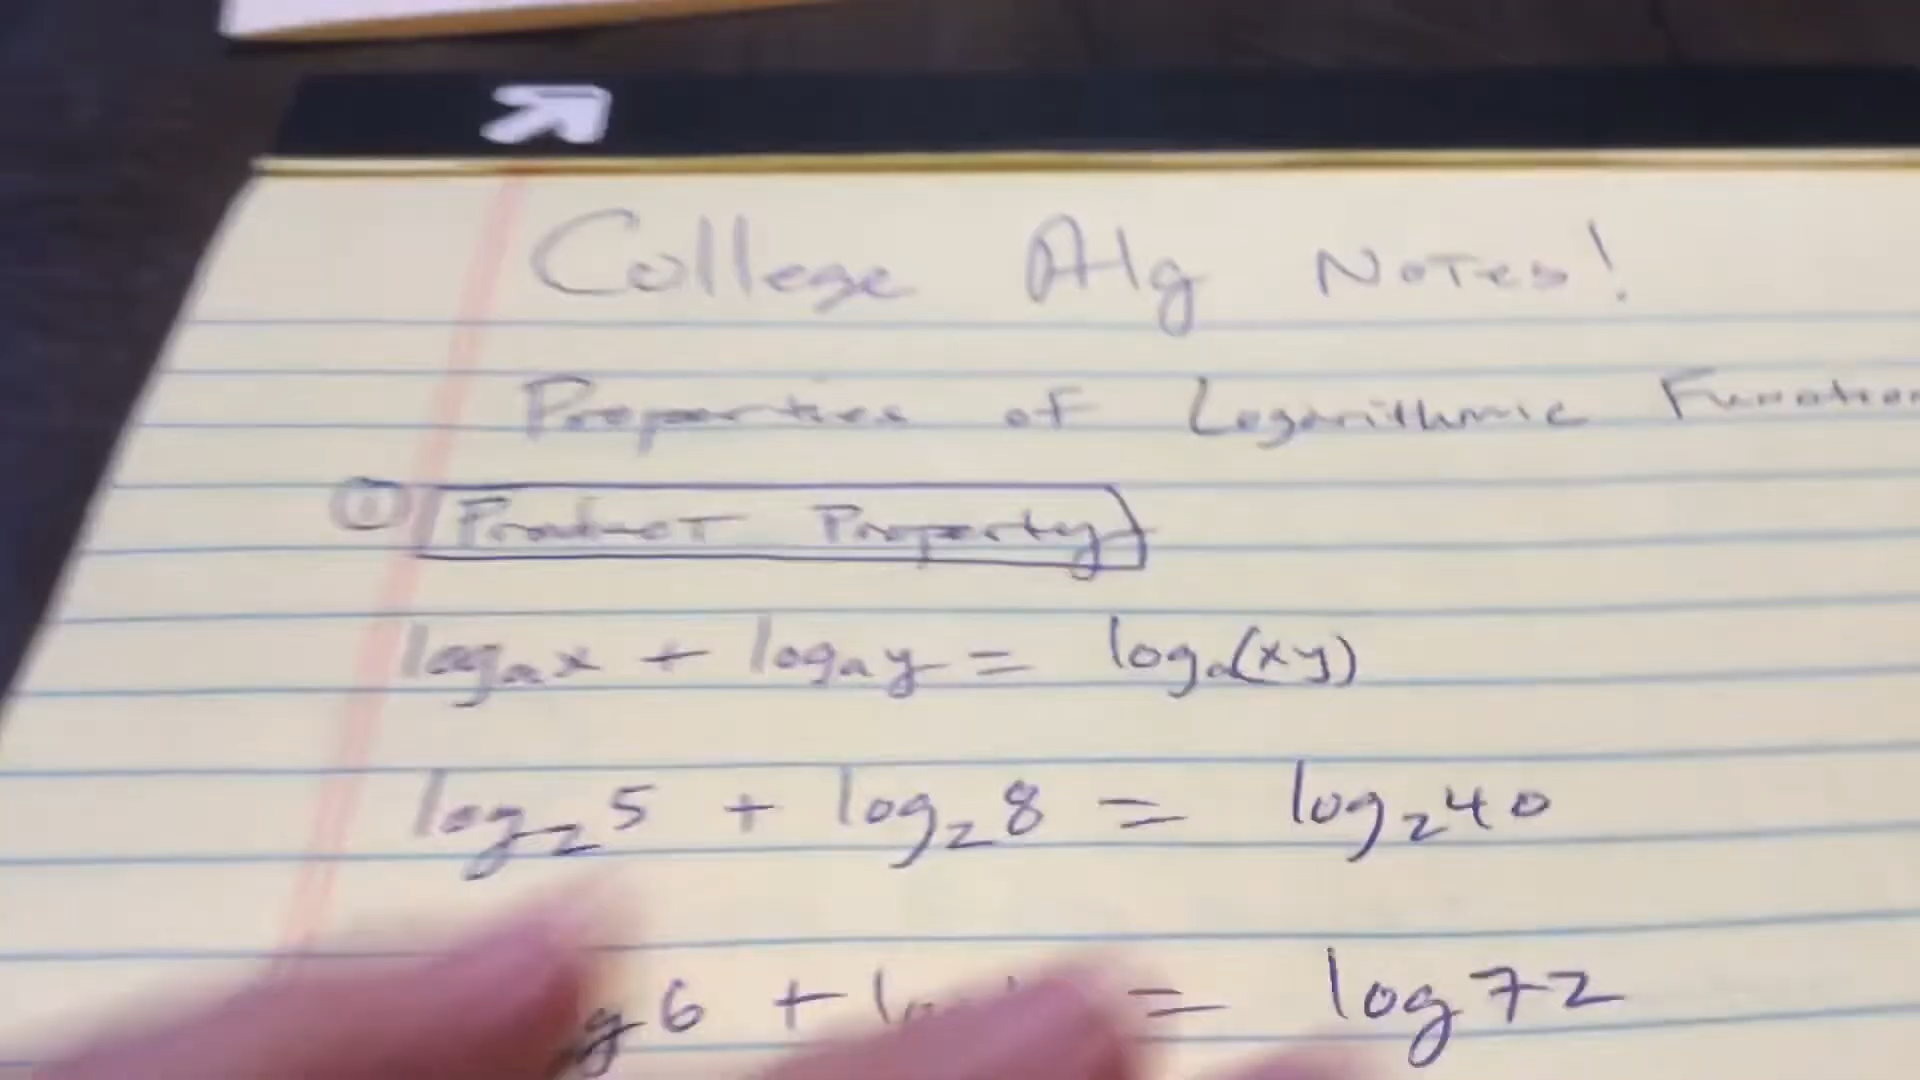 College Alg Notes!
Properties of Logarithmic Function
① Product Property
logₐx + logₐy = logₐ(xy)
log₂5 + log₂8 = log₂40
g 6 + = log 72